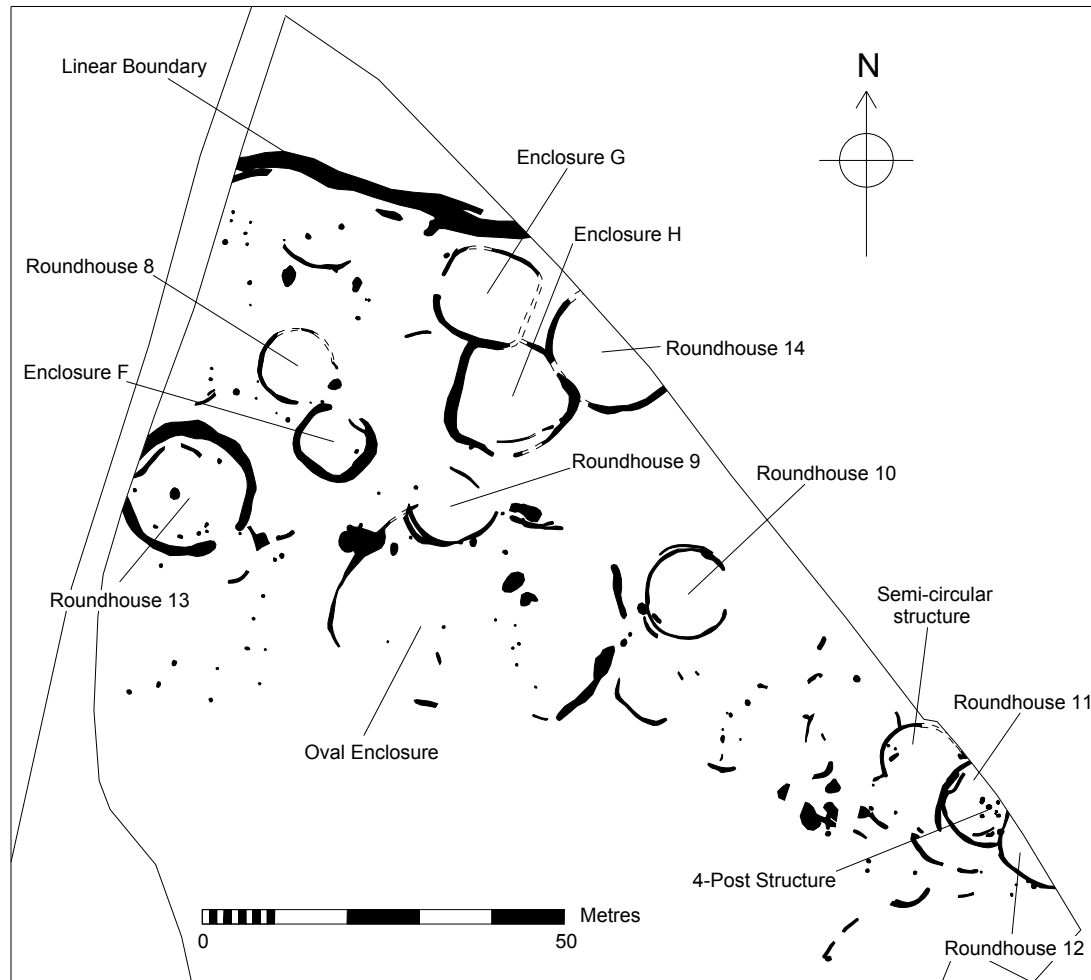 N
Linear Boundary
Enclosure G
Enclosure H
Roundhouse 8
Roundhouse 14
Enclosure F
Roundhouse 9
Roundhouse 10
Roundhouse 13
Semi-circular
structure
Roundhouse 11
Oval Enclosure
4-Post Structure
Metres
0
50
Roundhouse 12